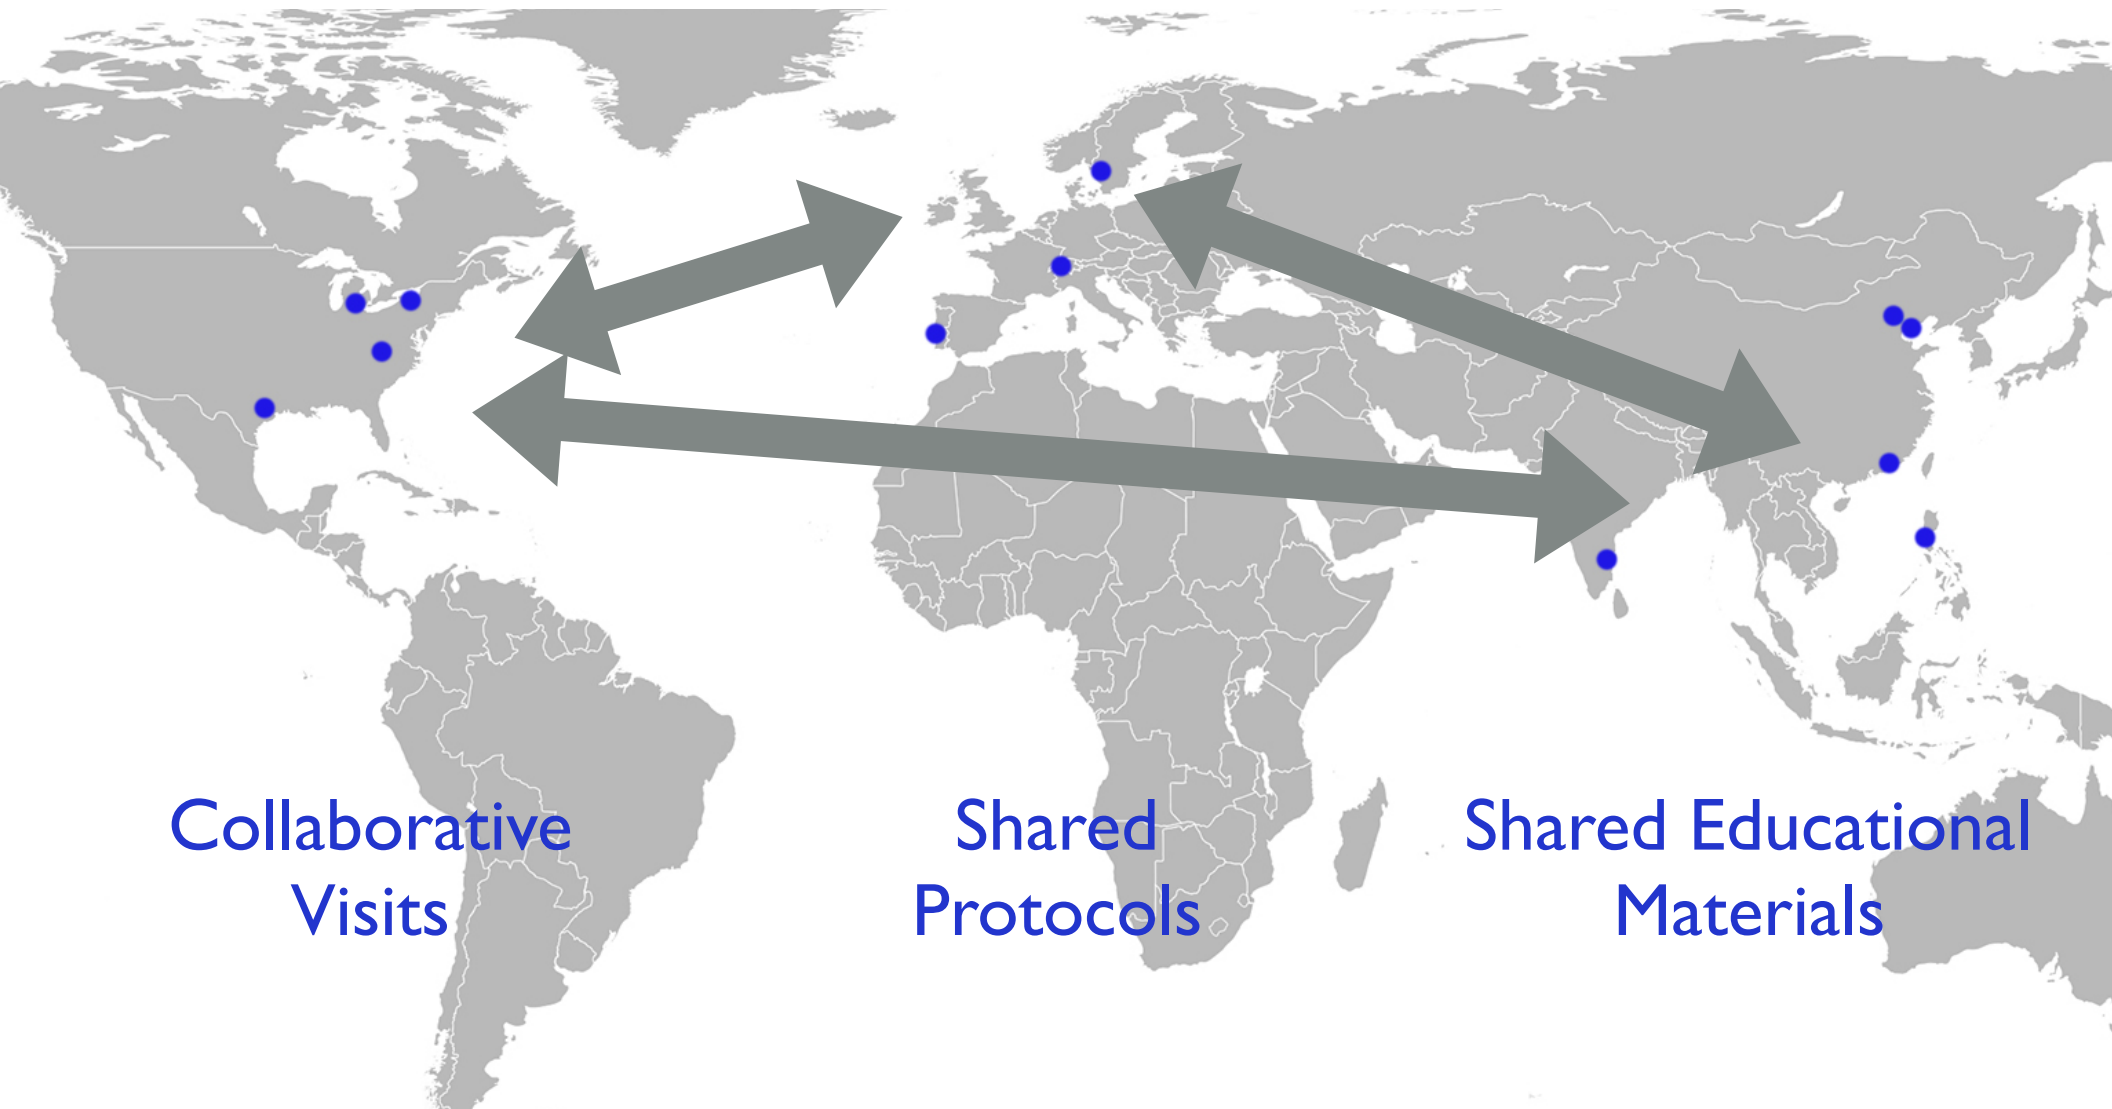 Collaborative
Visits
Shared
Protocols
Shared Educational
Materials